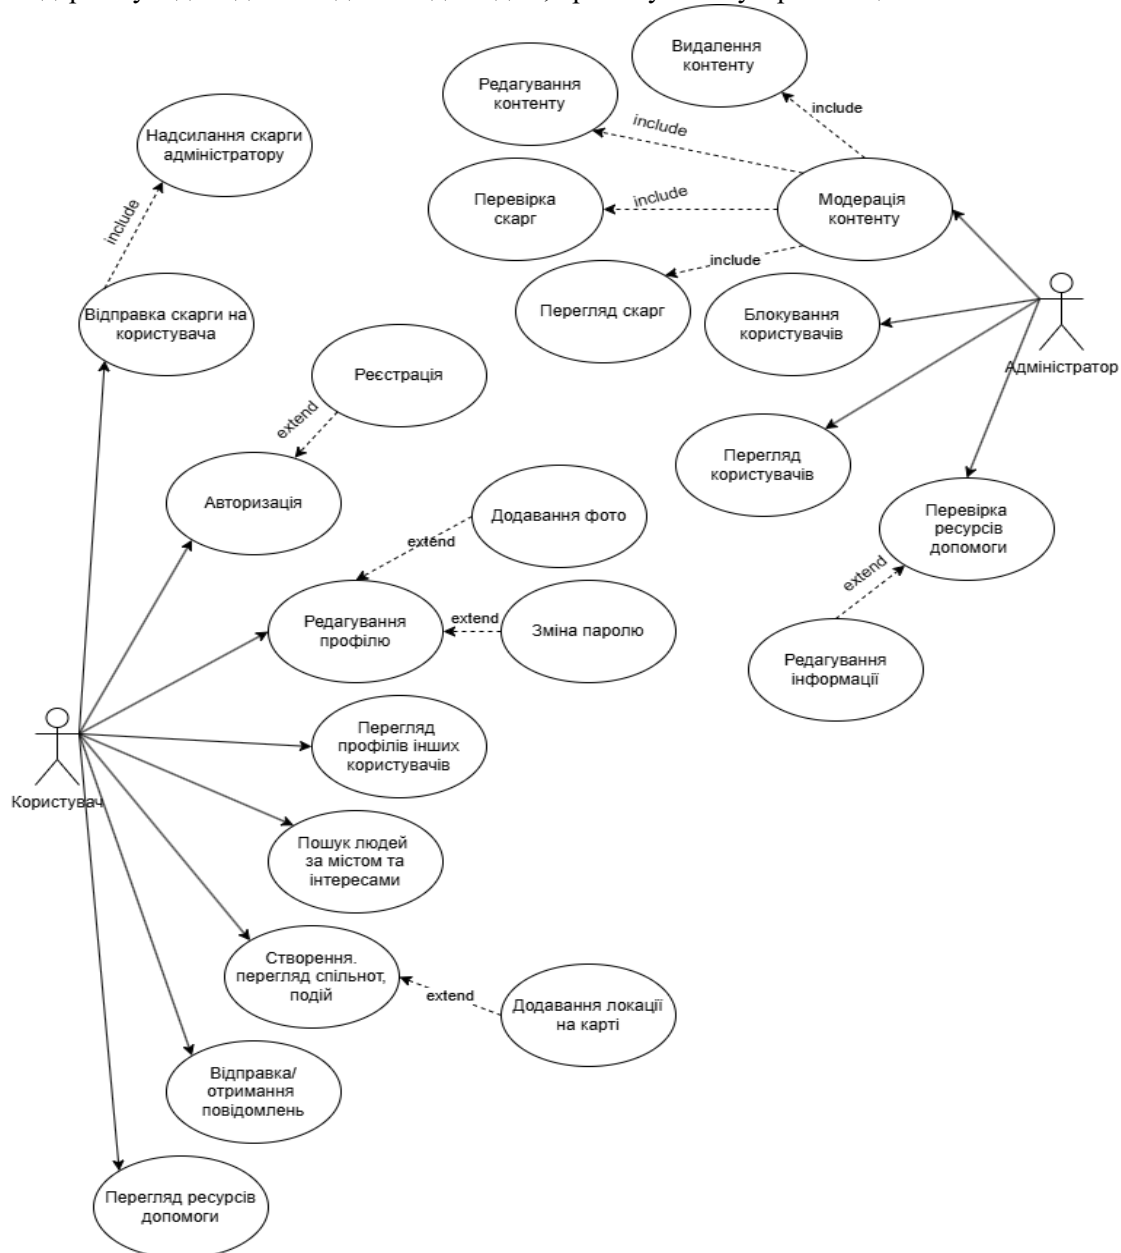 Видалення
контенту
Редагування
контенту
include
include
Надсилання скарги
адміністратору
Перевірка
скарг
include
Модерація
контенту
include
include
Перегляд скарг
Відправка скарги на
користувача
Блокування
користувачів
Адміністратор
Реєстрація
extend
Авторизація
Перегляд
користувачів
Додавання фото
extend
Перевірка
ресурсів
допомоги
extend
Редагування
профілю
extend
Зміна паролю
Редагування
інформації
Перегляд
профілів інших
користувачів
Користувач
Пошук людей
за містом та
інтересами
Створення.
перегляд спільнот,
подій
extend
Додавання локації
на карті
Відправка/
отримання
повідомлень
Перегляд ресурсів
допомоги